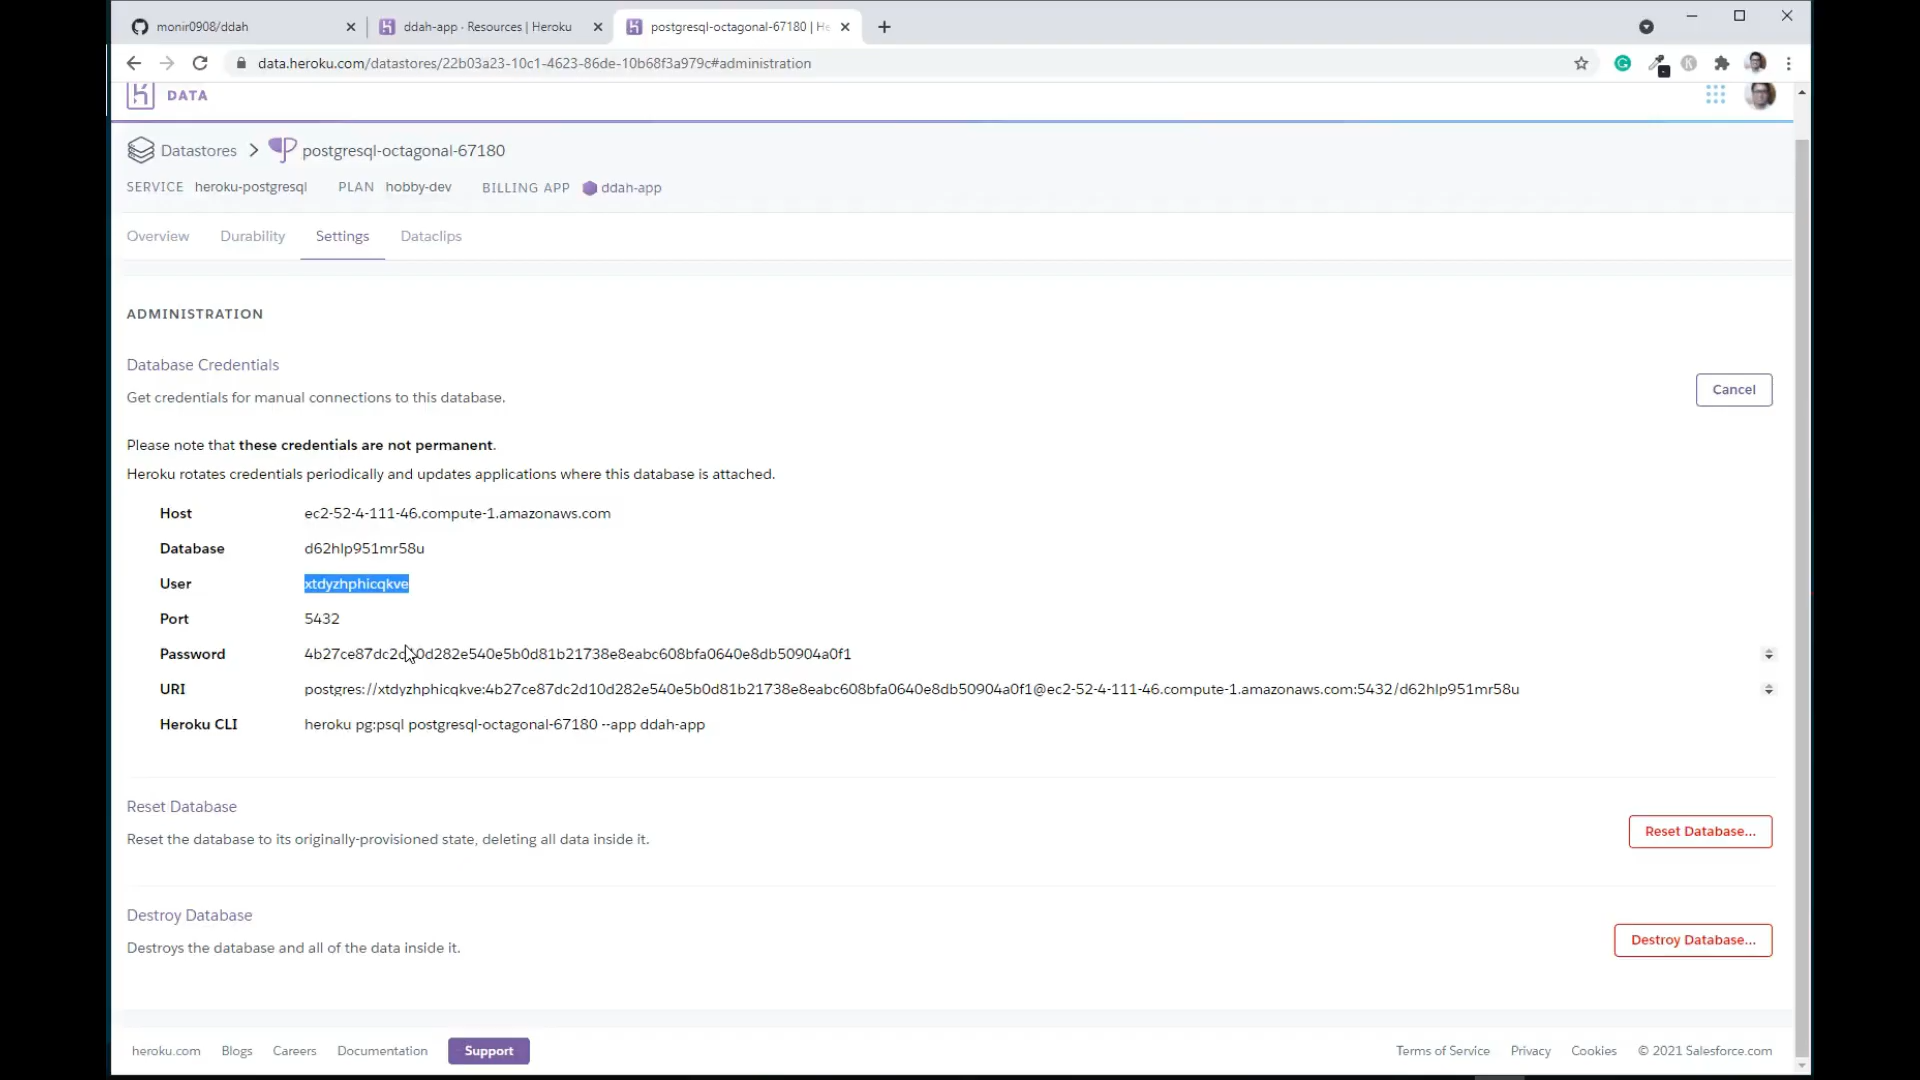 monir0908/ddah
ddah-app · Resources | Heroku
postgresql-octagonal-67180 | He
data.heroku.com/datastores/22b03a23-10c1-4623-86de-10b68f3a979c#administration
DATA
Datastores > postgresql-octagonal-67180
SERVICE heroku-postgresql PLAN hobby-dev BILLING APP ddah-app
Overview Durability Settings Dataclips
ADMINISTRATION
Database Credentials
Get credentials for manual connections to this database.
Cancel
Please note that these credentials are not permanent.
Heroku rotates credentials periodically and updates applications where this database is attached.
Host ec2-52-4-111-46.compute-1.amazonaws.com
Database d62hlp951mr58u
User xtdyzhphicqkve
Port 5432
Password 4b27ce87dc2d10d282e540e5b0d81b21738e8eabc608bfa0640e8db50904a0f1
URI postgres://xtdyzhphicqkve:4b27ce87dc2d10d282e540e5b0d81b21738e8eabc608bfa0640e8db50904a0f1@ec2-52-4-111-46.compute-1.amazonaws.com:5432/d62hlp951mr58u
Heroku CLI heroku pg:psql postgresql-octagonal-67180 --app ddah-app
Reset Database
Reset the database to its originally-provisioned state, deleting all data inside it.
Reset Database...
Destroy Database
Destroys the database and all of the data inside it.
Destroy Database...
heroku.com Blogs Careers Documentation Support Terms of Service Privacy Cookies © 2021 Salesforce.com